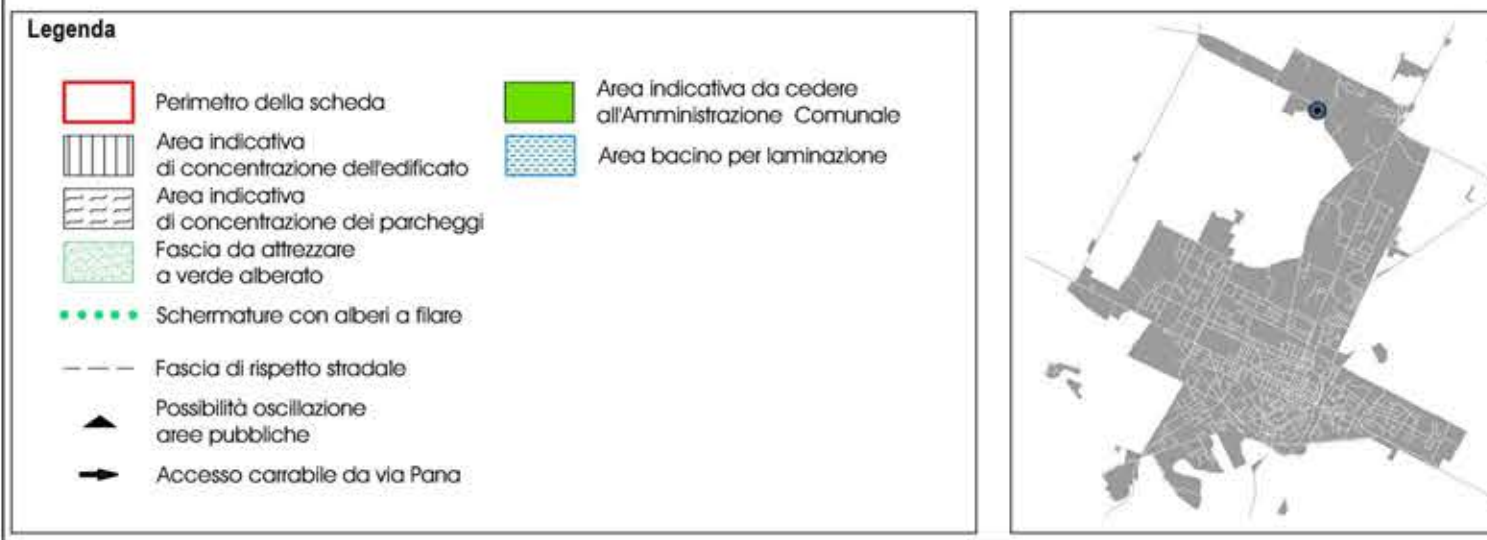 Legenda
Perimetro della scheda
Area indicativa
di concentrazione dell'edificato
Area indicativa
di concentrazione dei parcheggi
Fascia da attrezzare
a verde alberato
Schermature con alberi a filare
Fascia di rispetto stradale
Possibilità oscillazione
aree pubbliche
Accesso carrabile da via Pana
Area indicativa da cedere
all'Amministrazione Comunale
Area bacino per laminazione